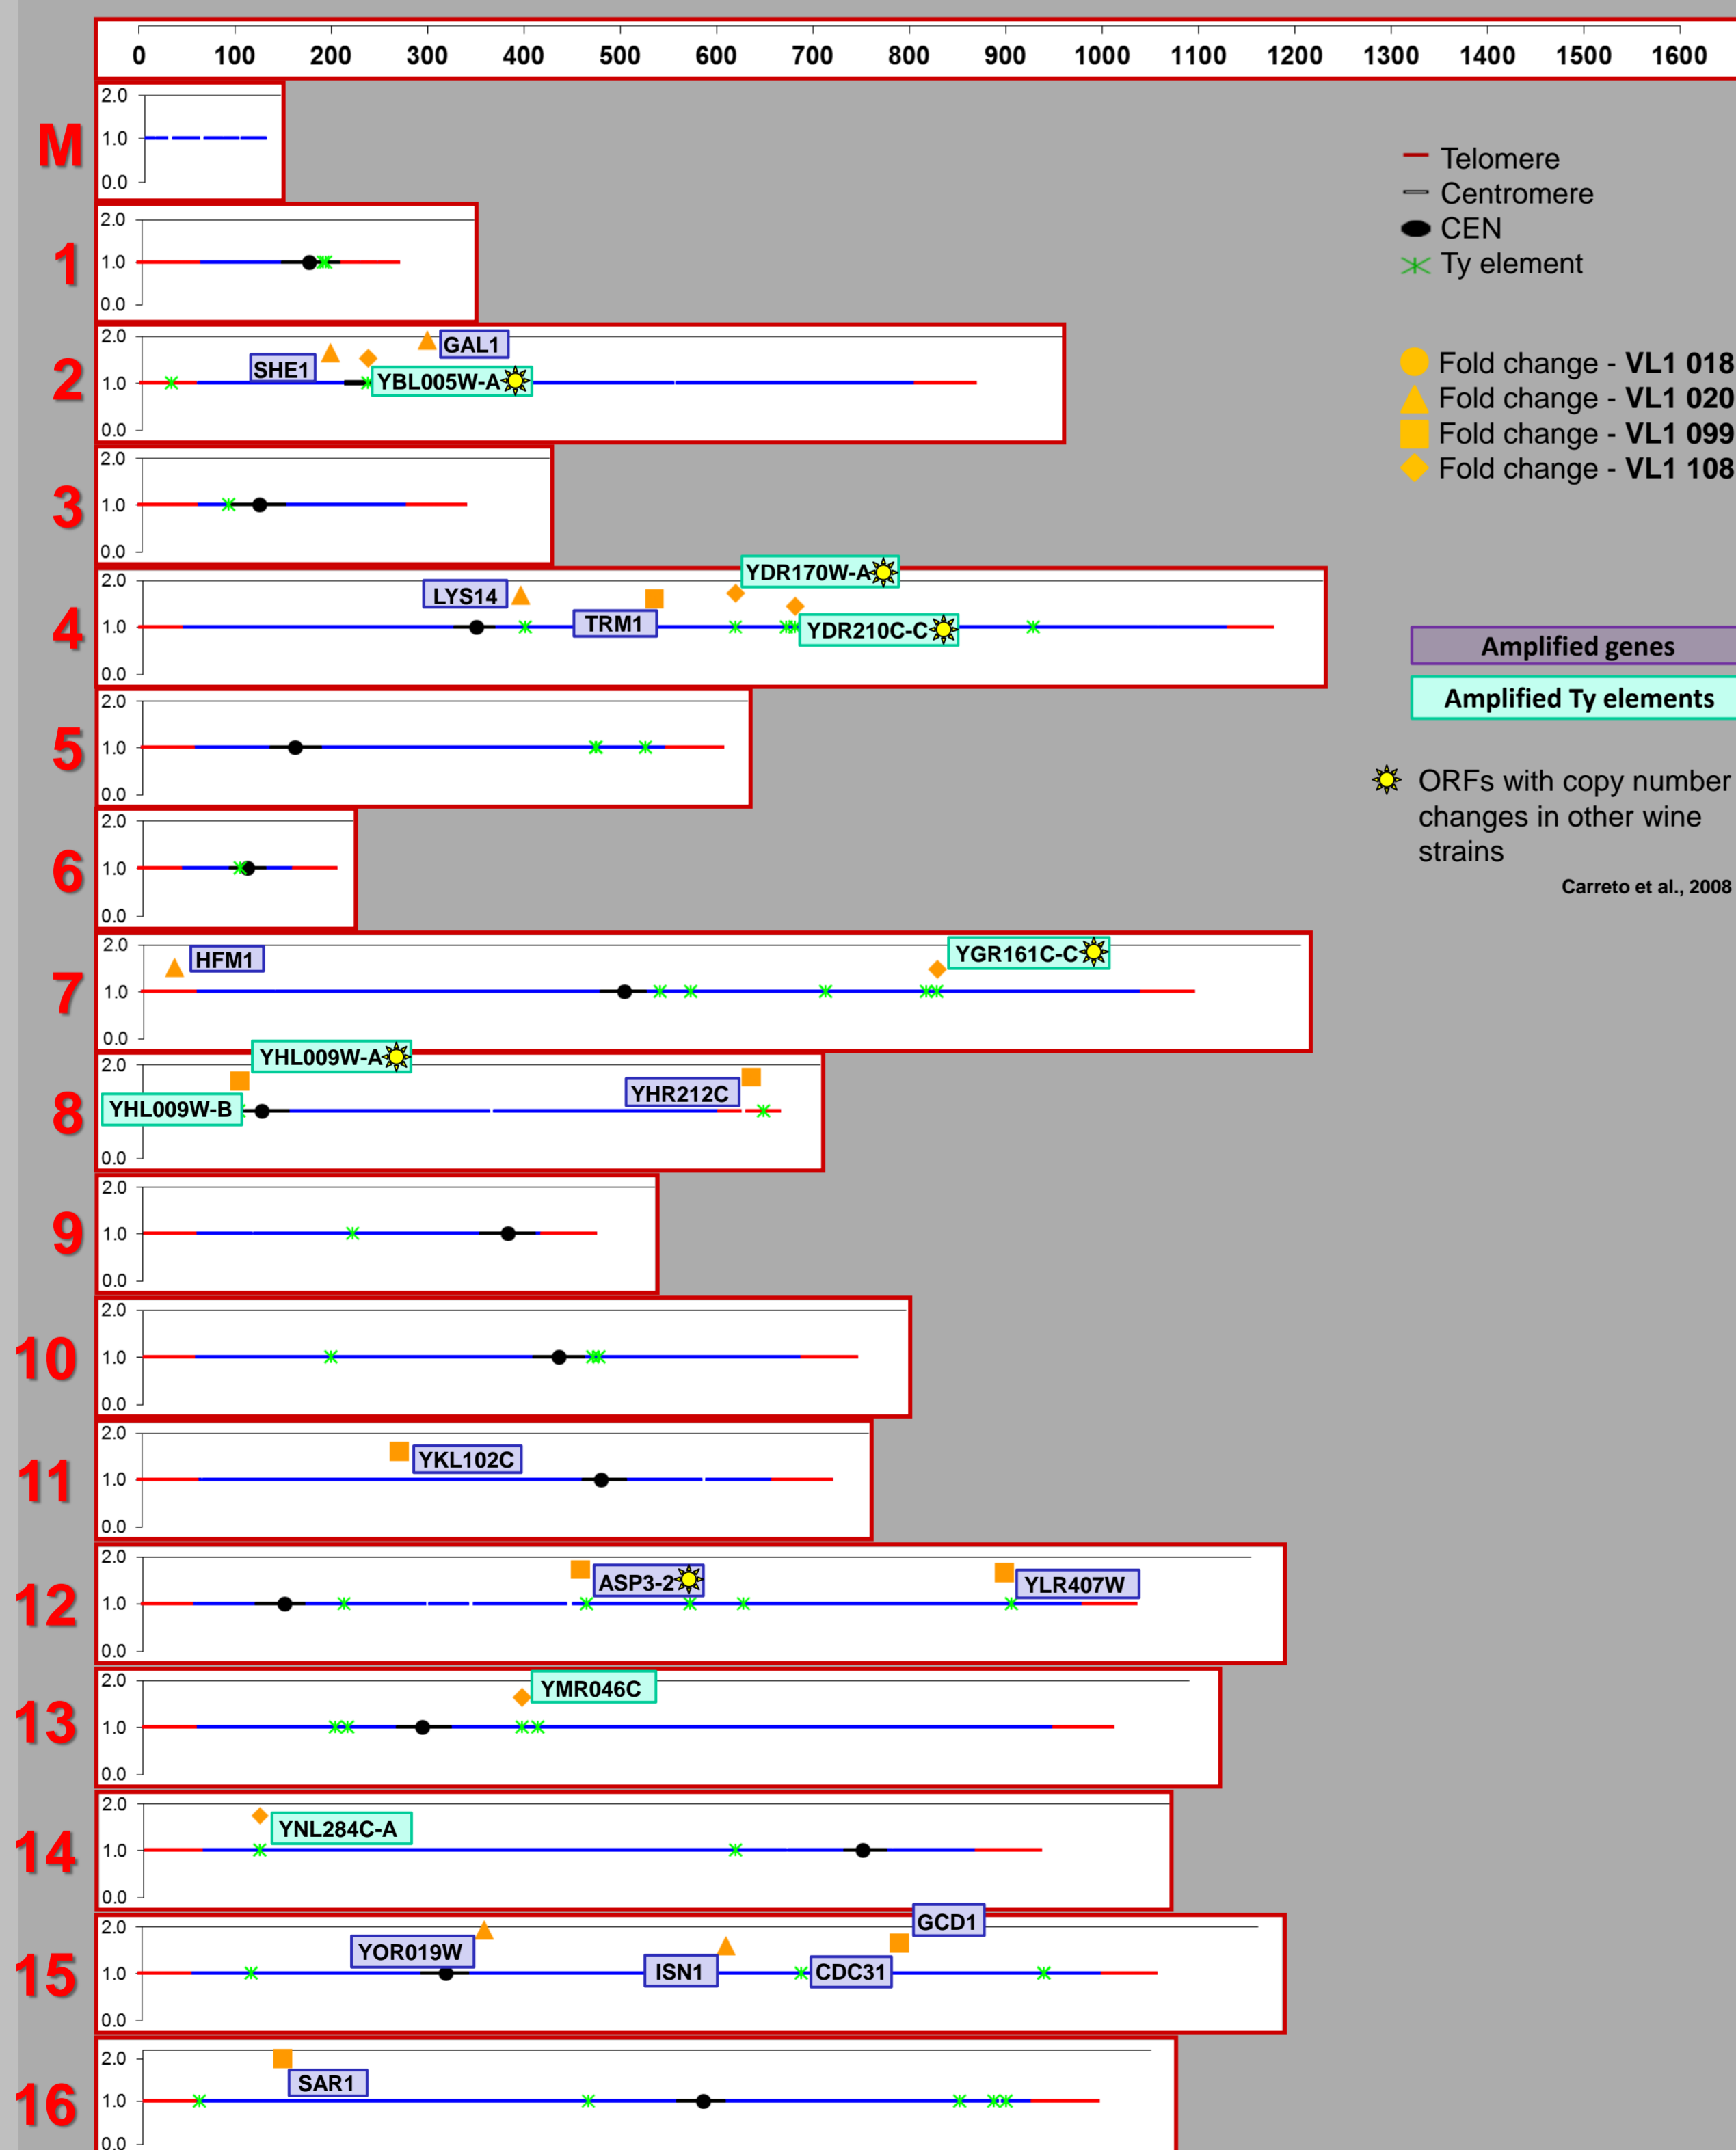 0 100 200 300 400 500 600 700 800 900 1000 1100 1200 1300 1400 1500 1600
M
2.0
1.0
0.0
Telomere
Centromere
CEN
Ty element
1
2.0
1.0
0.0
2
2.0
1.0
0.0
SHE1
GAL1
YBL005W-A
Fold change - VL1 018
Fold change - VL1 020
Fold change - VL1 099
Fold change - VL1 108
3
2.0
1.0
0.0
4
2.0
1.0
0.0
LYS14
TRM1
YDR170W-A
YDR210C-C
Amplified genes
Amplified Ty elements
5
2.0
1.0
0.0
ORFs with copy number
changes in other wine
strains
Carreto et al., 2008
6
2.0
1.0
0.0
7
2.0
1.0
0.0
HFM1
YGR161C-C
8
2.0
0.0
YHL009W-A
YHL009W-B
YHR212C
9
2.0
1.0
0.0
10
2.0
1.0
0.0
11
2.0
1.0
0.0
YKL102C
12
2.0
1.0
0.0
ASP3-2
YLR407W
13
2.0
1.0
0.0
YMR046C
14
2.0
1.0
0.0
YNL284C-A
15
2.0
1.0
0.0
YOR019W
ISN1
CDC31
GCD1
16
2.0
1.0
0.0
SAR1